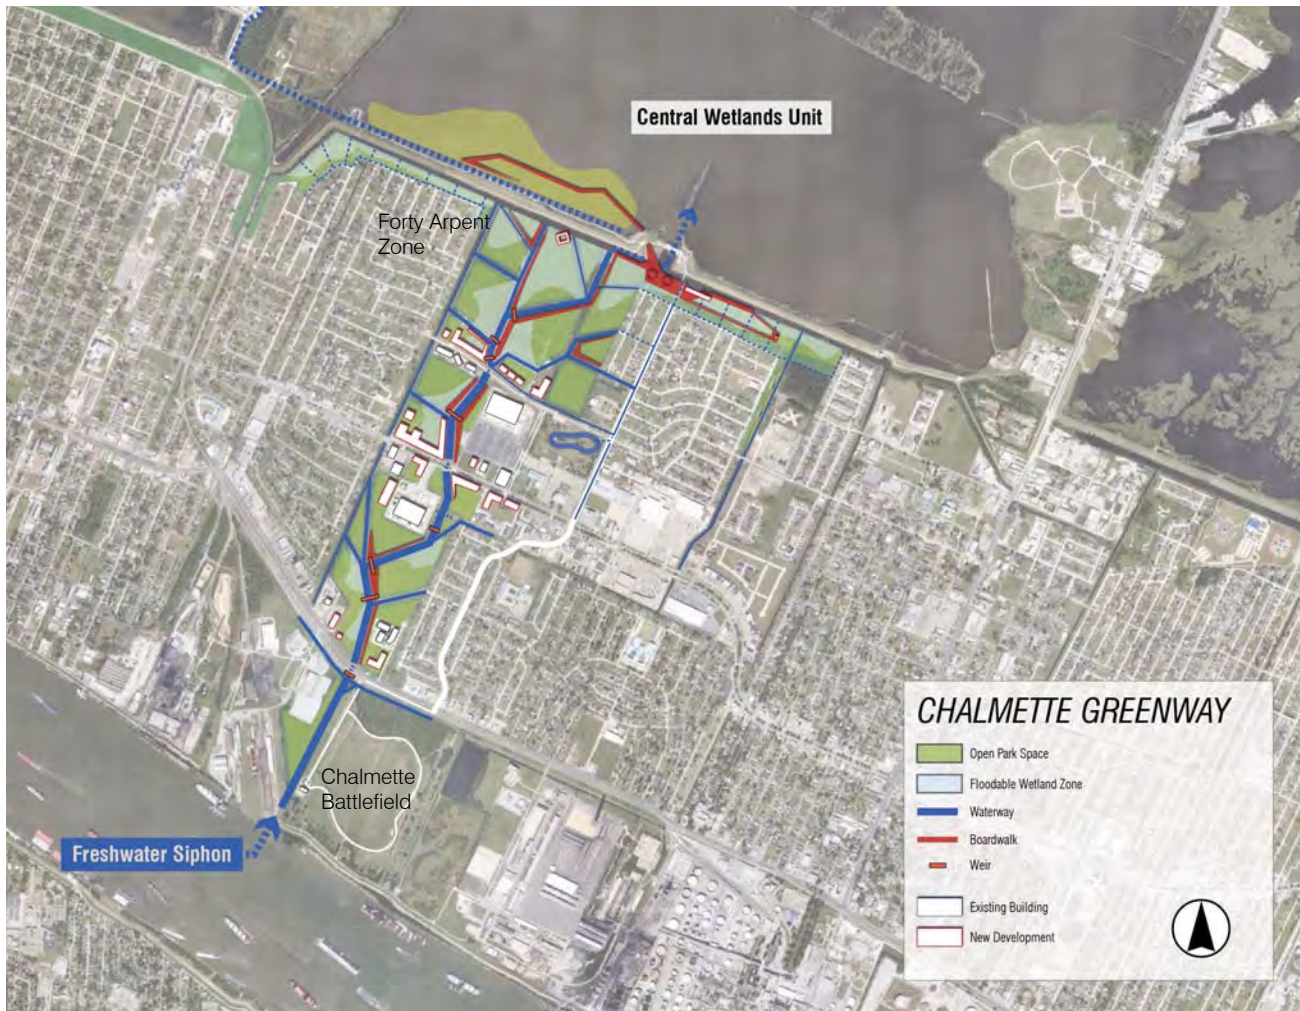 Central Wetlands Unit
Forty Arpent
Zone
Chalmette
Battlefield
Freshwater Siphon
CHALMETTE GREENWAY
Open Park Space
Floodable Wetland Zone
Waterway
Boardwalk
Weir
Existing Building
New Development